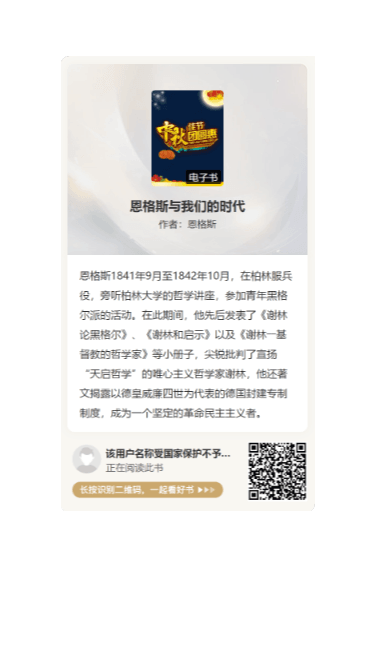 中秋佳节
团圆惠
电子书
恩格斯与我们的时代
作者：恩格斯
恩格斯1841年9月至1842年10月，在柏林服兵
役，旁听柏林大学的哲学讲座，参加青年黑格
尔派的活动。在此期间，他先后发表了《谢林
论黑格尔》、《谢林和启示》以及《谢林一基
督教的哲学家》等小册子，尖锐批判了宣扬
“天启哲学”的唯心主义哲学家谢林，他还著
文揭露以德皇威廉四世为代表的德国封建专制
制度，成为一个坚定的革命民主主义者。
该用户名称受国家保护不予...
正在阅读此书
长按识别二维码，一起看好书